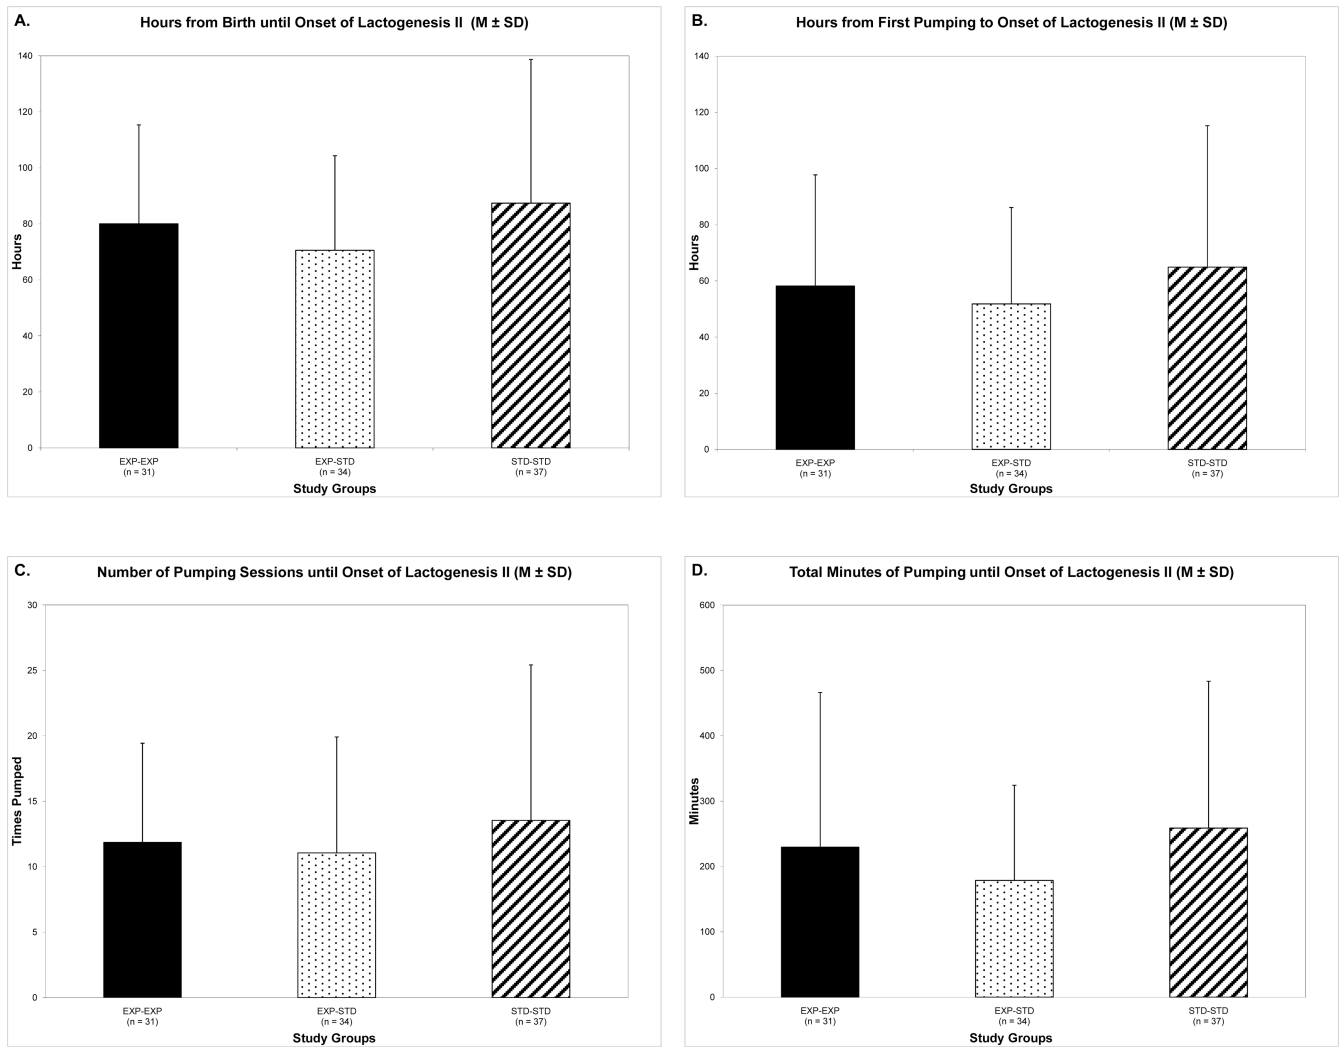 A. Hours from Birth until Onset of Lactogenesis II (M ± SD)
140
120
100
80
60
40
20
0
Hours
EXP-EXP
(n = 31)
EXP-STD
(n = 34)
STD-STD
(n = 37)
Study Groups
B. Hours from First Pumping to Onset of Lactogenesis II (M ± SD)
140
120
100
80
60
40
20
0
Hours
EXP-EXP
(n = 31)
EXP-STD
(n = 34)
STD-STD
(n = 37)
Study Groups
C. Number of Pumping Sessions until Onset of Lactogenesis II (M ± SD)
30
25
20
15
10
5
0
Times Pumped
EXP-EXP
(n = 31)
EXP-STD
(n = 34)
STD-STD
(n = 37)
Study Groups
D. Total Minutes of Pumping until Onset of Lactogenesis II (M ± SD)
600
500
400
300
200
100
0
Minutes
EXP-EXP
(n = 31)
EXP-STD
(n = 34)
STD-STD
(n = 37)
Study Groups